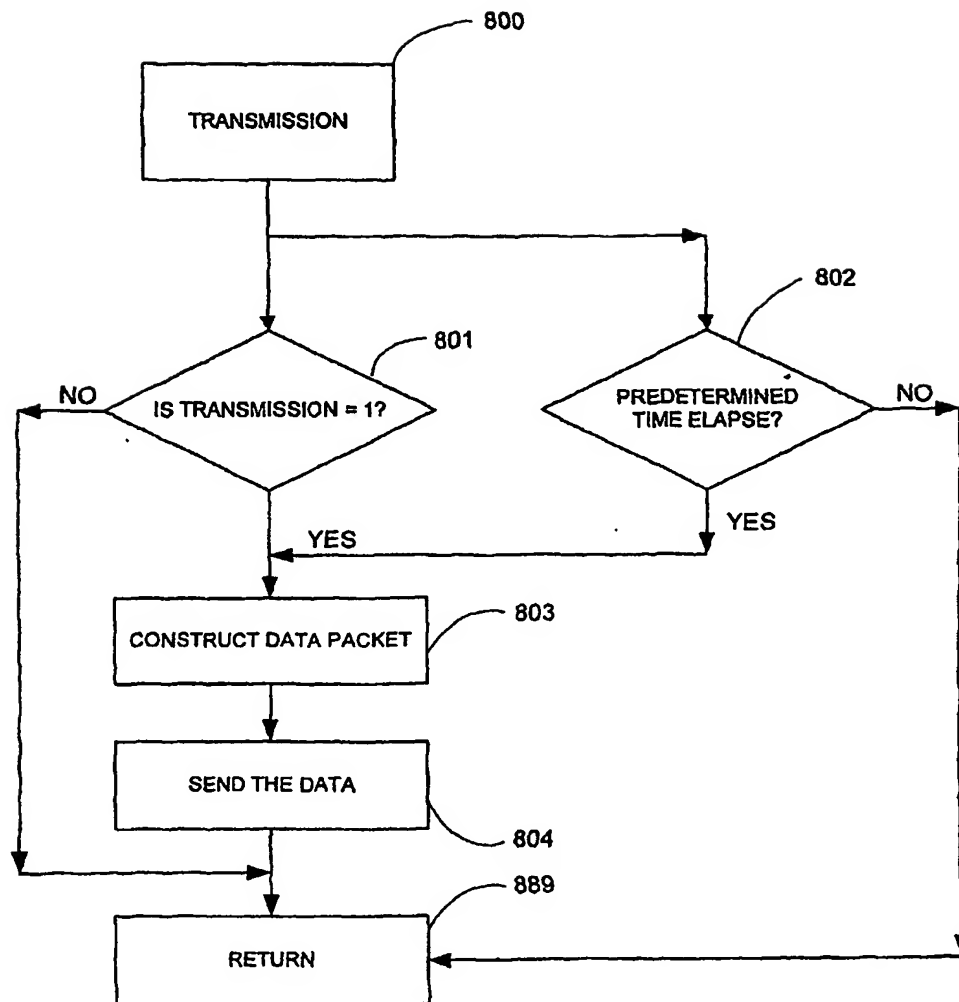 800
TRANSMISSION
802
801
NO
IS TRANSMISSION = 1?
PREDETERMINED
TIME ELAPSE?
NO
YES
YES
803
CONSTRUCT DATA PACKET
SEND THE DATA
804
889
RETURN